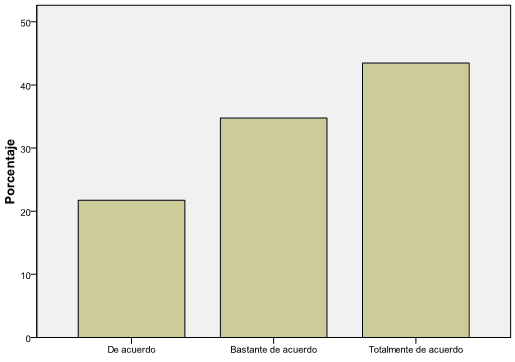 50
40
30
20
10
0
Porcentaje
De acuerdo
Bastante de acuerdo
Totalmente de acuerdo